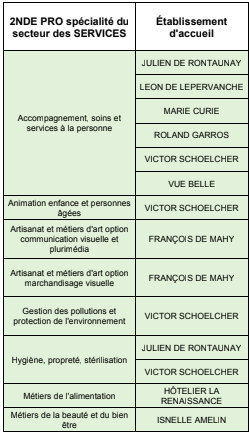 2NDE PRO spécialité du
secteur des SERVICES
Établissement
d'accueil
Accompagnement, soins et
services à la personne
JULIEN DE RONTAUNAY
LEON DE LEPERVANCHE
MARIE CURIE
ROLAND GARROS
VICTOR SCHOELCHER
VUE BELLE
Animation enfance et personnes
âgées
VICTOR SCHOELCHER
Artisanat et métiers d'art option
communication visuelle et
plurimédia
FRANÇOIS DE MAHY
Artisanat et métiers d'art option
marchandisage visuel
FRANÇOIS DE MAHY
Gestion des pollutions et
protection de l'environnement
VICTOR SCHOELCHER
Hygiène, propreté, stérilisation
JULIEN DE RONTAUNAY
VICTOR SCHOELCHER
Métiers de l'alimentation
HÔTELIER LA
RENAISSANCE
Métiers de la beauté et du bien
être
ISNELLE AMELIN